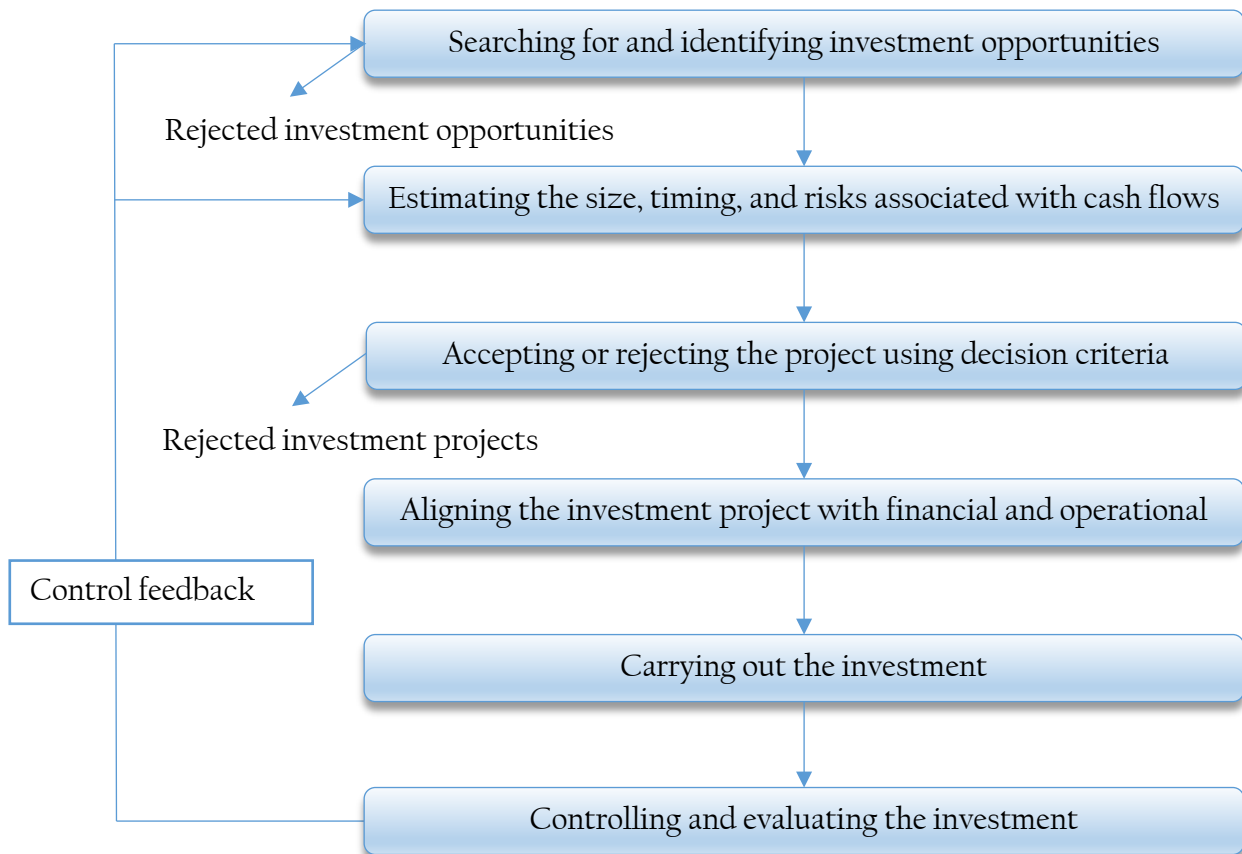 Searching for and identifying investment opportunities
Rejected investment opportunities
Estimating the size, timing, and risks associated with cash flows
Accepting or rejecting the project using decision criteria
Rejected investment projects
Aligning the investment project with financial and operational
Control feedback
Carrying out the investment
Controlling and evaluating the investment